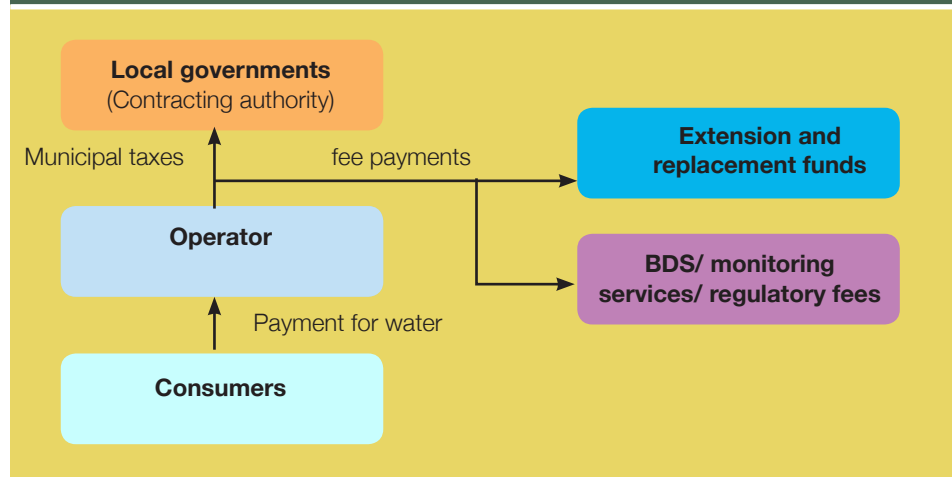 Local governments
(Contracting authority)
Municipal taxes
fee payments
Extension and
replacement funds
Operator
BDS/ monitoring
services/ regulatory fees
Payment for water
Consumers